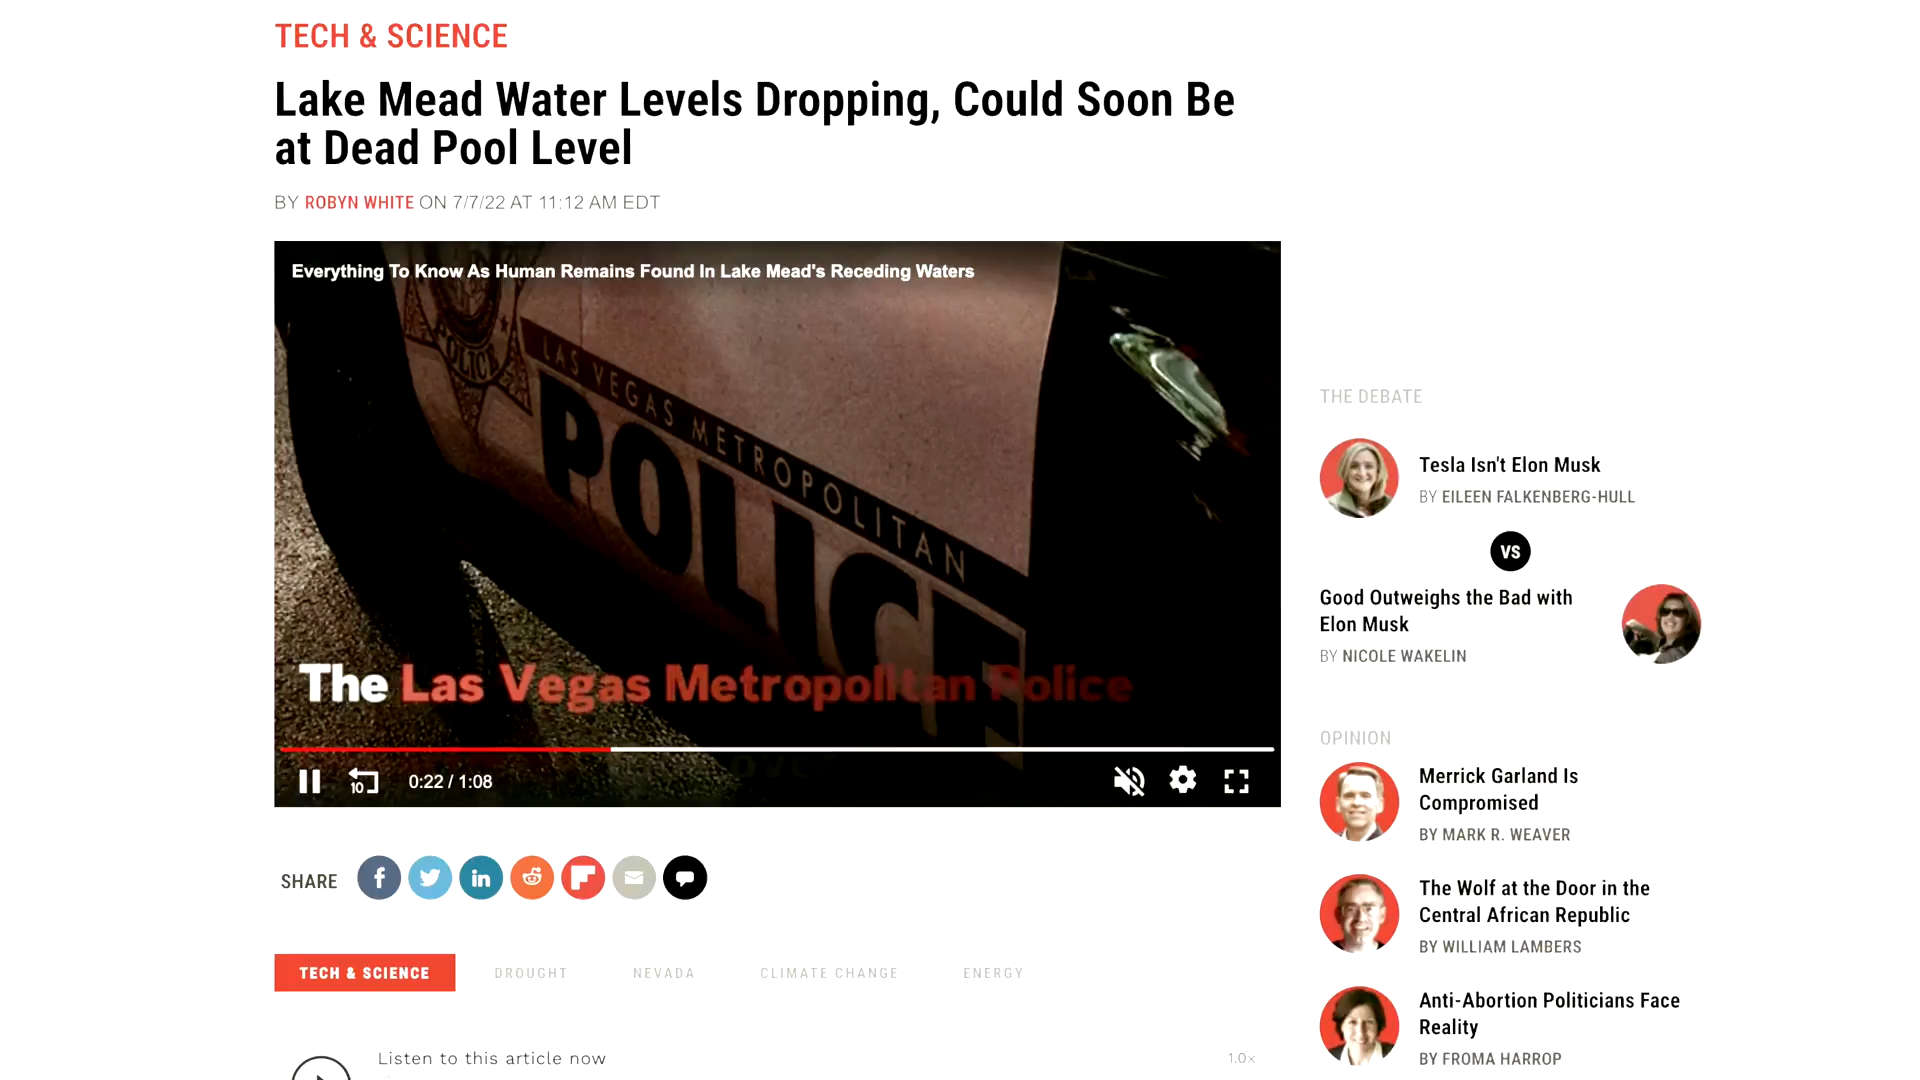 TECH & SCIENCE
Lake Mead Water Levels Dropping, Could Soon Be
at Dead Pool Level
BY ROBYN WHITE ON 7/7/22 AT 11:12 AM EDT
Everything To Know As Human Remains Found In Lake Mead's Receding Waters
POLICE
LAS VEGAS METROPOLITAN
POLICE
The Las Vegas Metropolitan Police
over
10
0:22 / 1:08
SHARE
TECH & SCIENCE
DROUGHT
NEVADA
CLIMATE CHANGE
ENERGY
Listen to this article now
1.0x
THE DEBATE
Tesla Isn't Elon Musk
BY EILEEN FALKENBERG-HULL
VS
Good Outweighs the Bad with
Elon Musk
BY NICOLE WAKELIN
OPINION
Merrick Garland Is
Compromised
BY MARK R. WEAVER
The Wolf at the Door in the
Central African Republic
BY WILLIAM LAMBERS
Anti-Abortion Politicians Face
Reality
BY FROMA HARROP